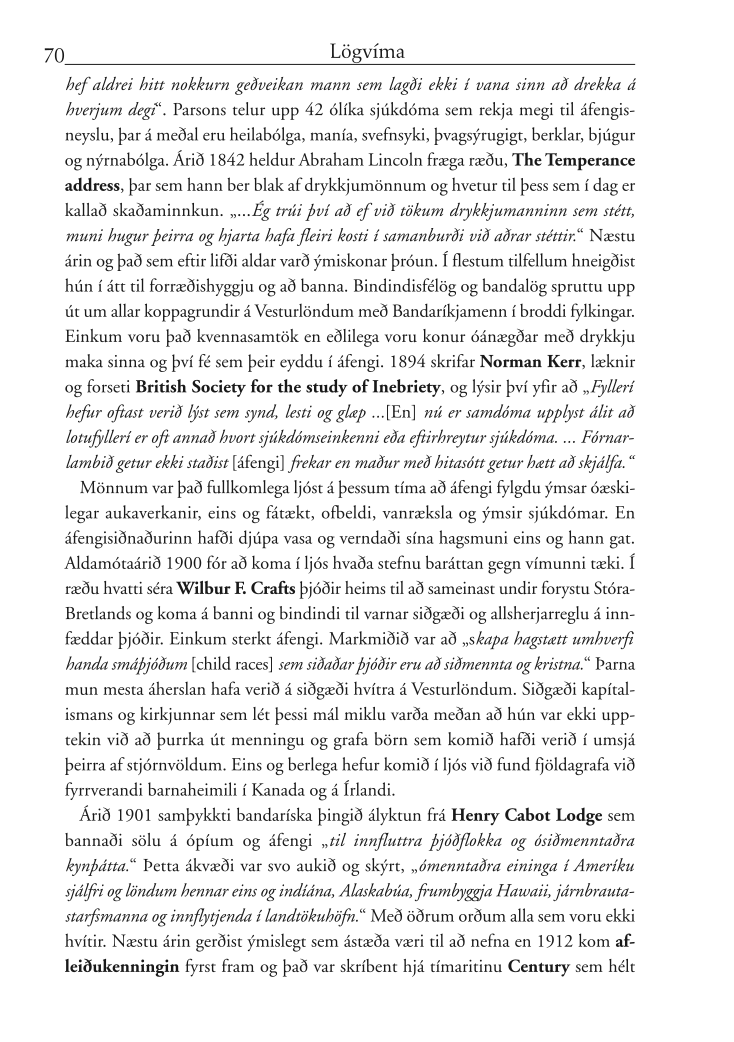 70
Lögvíma
hef aldrei hitt nokkurn geðveikan mann sem lagði ekki í vana sinn að drekka á
hverjum degi“. Parsons telur upp 42 ólíka sjúkdóma sem rekja megi til áfengis-
neyslu, þar á meðal eru heilabólga, manía, svefnsyki, þvagsýrugigt, berklar, bjúgur
og nýrnabólga. Árið 1842 heldur Abraham Lincoln fræga ræðu, The Temperance
address, þar sem hann ber blak af drykkjumönnum og hvetur til þess sem í dag er
kallað skaðaminnkun. „...Ég trúi því að ef við tökum drykkjumanninn sem stétt,
muni hugur þeirra og hjarta hafa fleiri kosti í samanburði við aðrar stéttir.“ Næstu
árin og það sem eftir lifði aldar varð ýmiskonar þróun. Í flestum tilfellum hneigðist
hún í átt til forræðishyggju og að banna. Bindindisfélög og bandalög spruttu upp
út um allar koppagrundir á Vesturlöndum með Bandaríkjamenn í broddi fylkingar.
Einkum voru það kvennasamtök en eðlilega voru konur óánægðar með drykkju
maka sinna og því fé sem þeir eyddu í áfengi. 1894 skrifar Norman Kerr, læknir
og forseti British Society for the study of Inebriety, og lýsir því yfir að „Fyllerí
hefur oftast verið lýst sem synd, lesti og glæp ...[En] nú er samdóma upplyst álit að
lotufyllerí er oft annað hvort sjúkdómseinkenni eða eftirhreytur sjúkdóma. ... Fórnar-
lambið getur ekki staðist [áfengi] frekar en maður með hitasótt getur hætt að skjálfa.“
Mönnum var það fullkomlega ljóst á þessum tíma að áfengi fylgdu ýmsar óæski-
legar aukaverkanir, eins og fátækt, ofbeldi, vanræksla og ýmsir sjúkdómar. En
áfengisiðnaðurinn hafði djúpa vasa og verndaði sína hagsmuni eins og hann gat.
Aldamótaárið 1900 fór að koma í ljós hvaða stefnu baráttan gegn vímunni tæki. Í
ræðu hvatti séra Wilbur F. Crafts þjóðir heims til að sameinast undir forystu Stóra-
Bretlands og koma á banni og bindindi til varnar siðgæði og allsherjarreglu á inn-
fæddar þjóðir. Einkum sterkt áfengi. Markmiðið var að „skapa hagstætt umhverfi
handa smáþjóðum [child races] sem siðaðar þjóðir eru að siðmennta og kristna.“ Þarna
mun mesta áherslan hafa verið á siðgæði hvítra á Vesturlöndum. Siðgæði kapítal-
ismans og kirkjunnar sem lét þessi mál miklu varða meðan að hún var ekki upp-
tekin við að þurrka út menningu og grafa börn sem komið hafði verið í umsjá
þeirra af stjórnvöldum. Eins og berlega hefur komið í ljós við fund fjöldagrafa við
fyrrverandi barnaheimili í Kanada og á Írlandi.
Árið 1901 samþykkti bandaríska þingið ályktun frá Henry Cabot Lodge sem
bannaði sölu á ópíum og áfengi „til innfluttra þjóðflokka og ósiðmenntaðra
kynþátta.“ Þetta ákvæði var svo aukið og skýrt, „ómenntaðra eininga í Ameríku
sjálfri og löndum hennar eins og indíána, Alaskabúa, frumbyggja Hawaii, járnbrauta-
starfsmanna og innflytjenda í landtökuhöfn.“ Með öðrum orðum alla sem voru ekki
hvítir. Næstu árin gerðist ýmislegt sem ástæða væri til að nefna en 1912 kom af-
leiðukenningin fyrst fram og það var skríbent hjá tímaritinu Century sem hélt